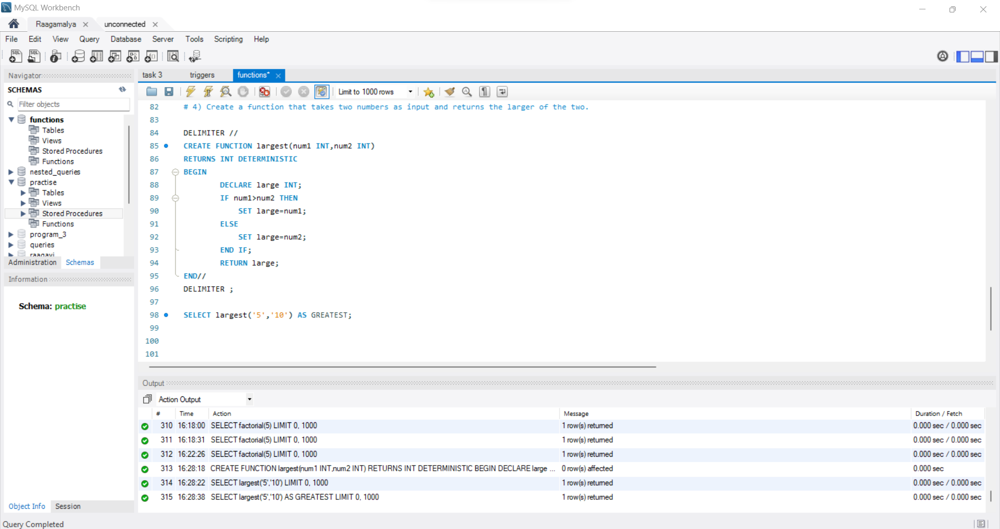 MySQL Workbench
Raagamalya
unconnected
File Edit View Query Database Server Tools Scripting Help
Navigator
SCHEMAS
Filter objects
functions
Tables
Views
Stored Procedures
Functions
nested_queries
practise
Tables
Views
Stored Procedures
Functions
program_3
queries
raagavi
Administration Schemas
Information
Schema: practise
Object Info Session
Query Completed
task 3 triggers functions*
Limit to 1000 rows
82 # 4) Create a function that takes two numbers as input and returns the larger of the two.
83
84 DELIMITER //
85 CREATE FUNCTION largest(num1 INT,num2 INT)
86 RETURNS INT DETERMINISTIC
87 BEGIN
88 DECLARE large INT;
89 IF num1>num2 THEN
90 SET large=num1;
91 ELSE
92 SET large=num2;
93 END IF;
94 RETURN large;
95 END//
96 DELIMITER ;
97
98 SELECT largest('5','10') AS GREATEST;
99
100
101
Output
Action Output
# Time Action Message Duration / Fetch
310 16:18:00 SELECT factorial(5) LIMIT 0, 1000 1 row(s) returned 0.000 sec / 0.000 sec
311 16:18:31 SELECT factorial(5) LIMIT 0, 1000 1 row(s) returned 0.000 sec / 0.000 sec
312 16:22:26 SELECT factorial(5) LIMIT 0, 1000 1 row(s) returned 0.000 sec / 0.000 sec
313 16:28:18 CREATE FUNCTION largest(num1 INT,num2 INT) RETURNS INT DETERMINISTIC BEGIN DECLARE large ... 0 row(s) affected 0.000 sec
314 16:28:22 SELECT largest('5','10') LIMIT 0, 1000 1 row(s) returned 0.000 sec / 0.000 sec
315 16:28:38 SELECT largest('5','10') AS GREATEST LIMIT 0, 1000 1 row(s) returned 0.000 sec / 0.000 sec